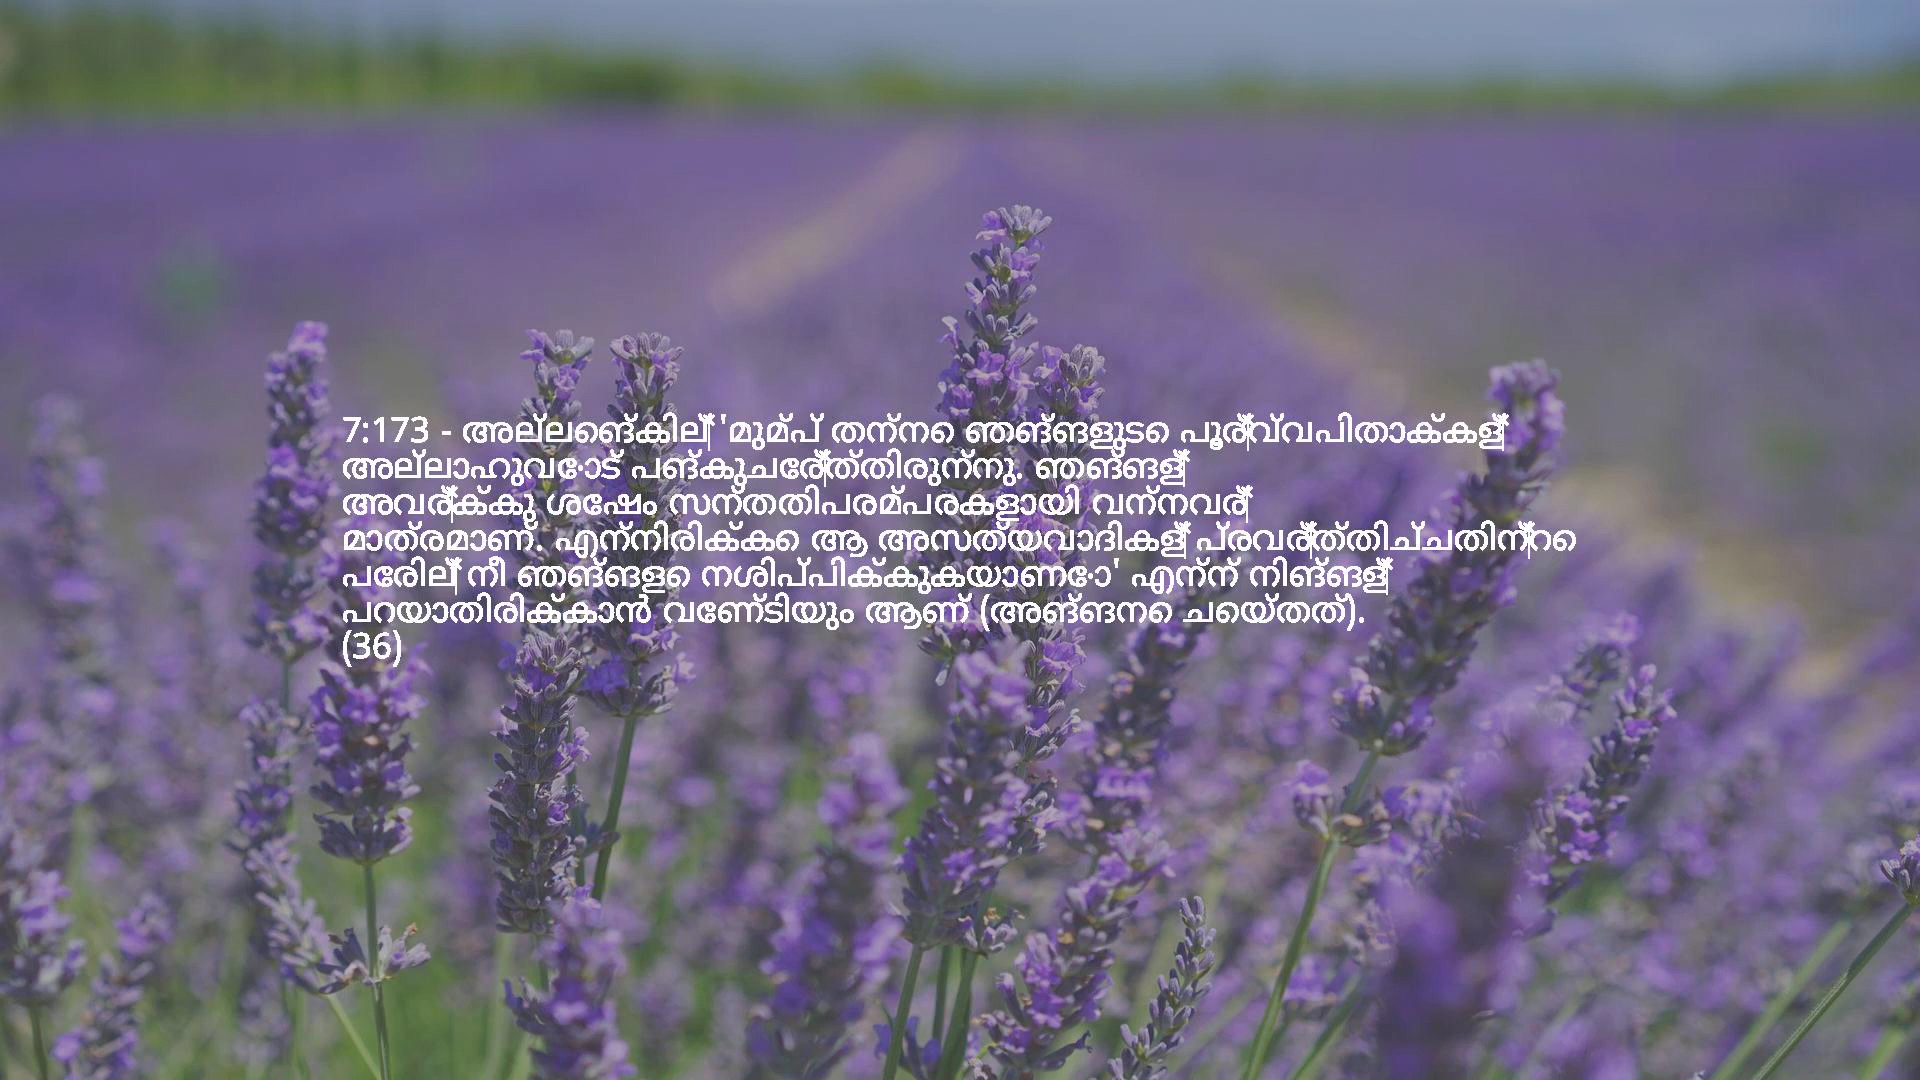 7:173 - അല്ലെങ്കില്‍ 'മുമ്പ് തന്നെ ഞങ്ങളുടെ പൂര്‍വ്വപിതാക്കള്‍
അല്ലാഹുവോട് പങ്കുചേര്‍ത്തിരുന്നു. ഞങ്ങള്‍
അവര്‍ക്കു ശേഷം സന്തതിപരമ്പരകളായി വന്നവര്‍
മാത്രമാണ്. എന്നിരിക്കെ ആ അസത്യവാദികള്‍ പ്രവര്‍ത്തിച്ചതിന്‍റെ
പേരില്‍ നീ ഞങ്ങളെ നശിപ്പിക്കുകയാണോ' എന്ന് നിങ്ങള്‍
പറയാതിരിക്കാൻ വേണ്ടിയും ആണ് (അങ്ങനെ ചെയ്തത്).
(36)